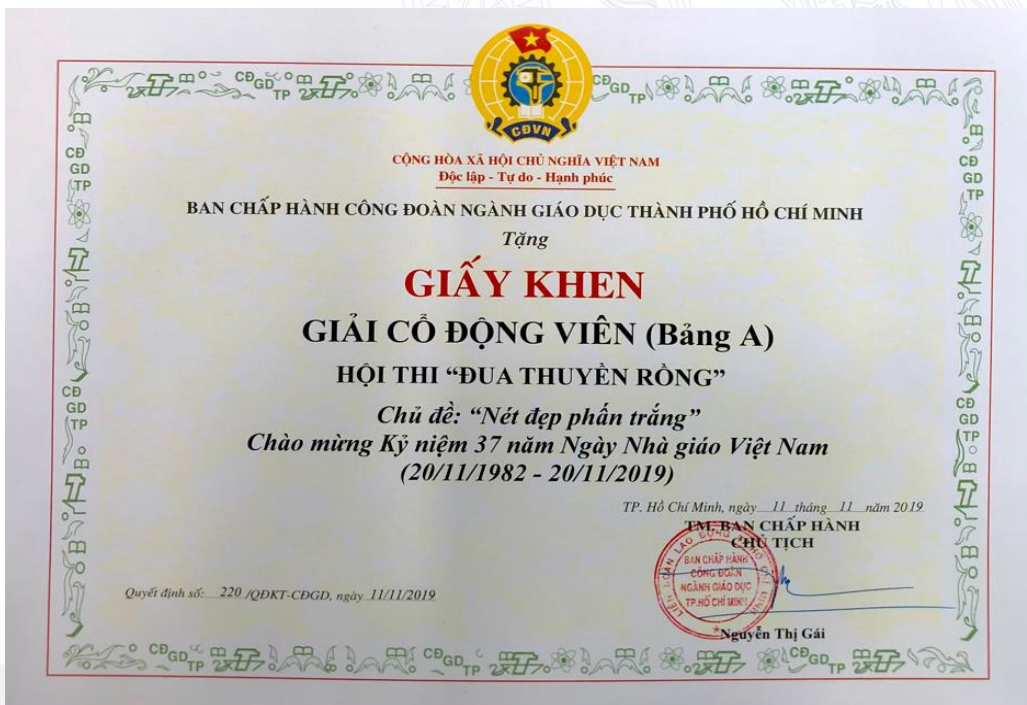 CĐVN
CỘNG HÒA XÃ HỘI CHỦ NGHĨA VIỆT NAM
Độc lập - Tự do - Hạnh phúc
BAN CHẤP HÀNH CÔNG ĐOÀN NGÀNH GIÁO DỤC THÀNH PHỐ HỒ CHÍ MINH
Tặng
GIẤY KHEN
GIẢI CỔ ĐỘNG VIÊN (Bảng A)
HỘI THI “ĐUA THUYỀN RỒNG”
Chủ đề: “Nét đẹp phấn trắng”
Chào mừng Kỷ niệm 37 năm Ngày Nhà giáo Việt Nam
(20/11/1982 - 20/11/2019)
TP. Hồ Chí Minh, ngày 11 tháng 11 năm 2019
TM. BAN CHẤP HÀNH
CHỦ TỊCH
BAN CHẤP HÀNH
CÔNG ĐOÀN
NGÀNH GIÁO DỤC
TP.HỒ CHÍ MINH
Quyết định số: 220 /QĐKT-CĐGD, ngày 11/11/2019
Nguyễn Thị Gái